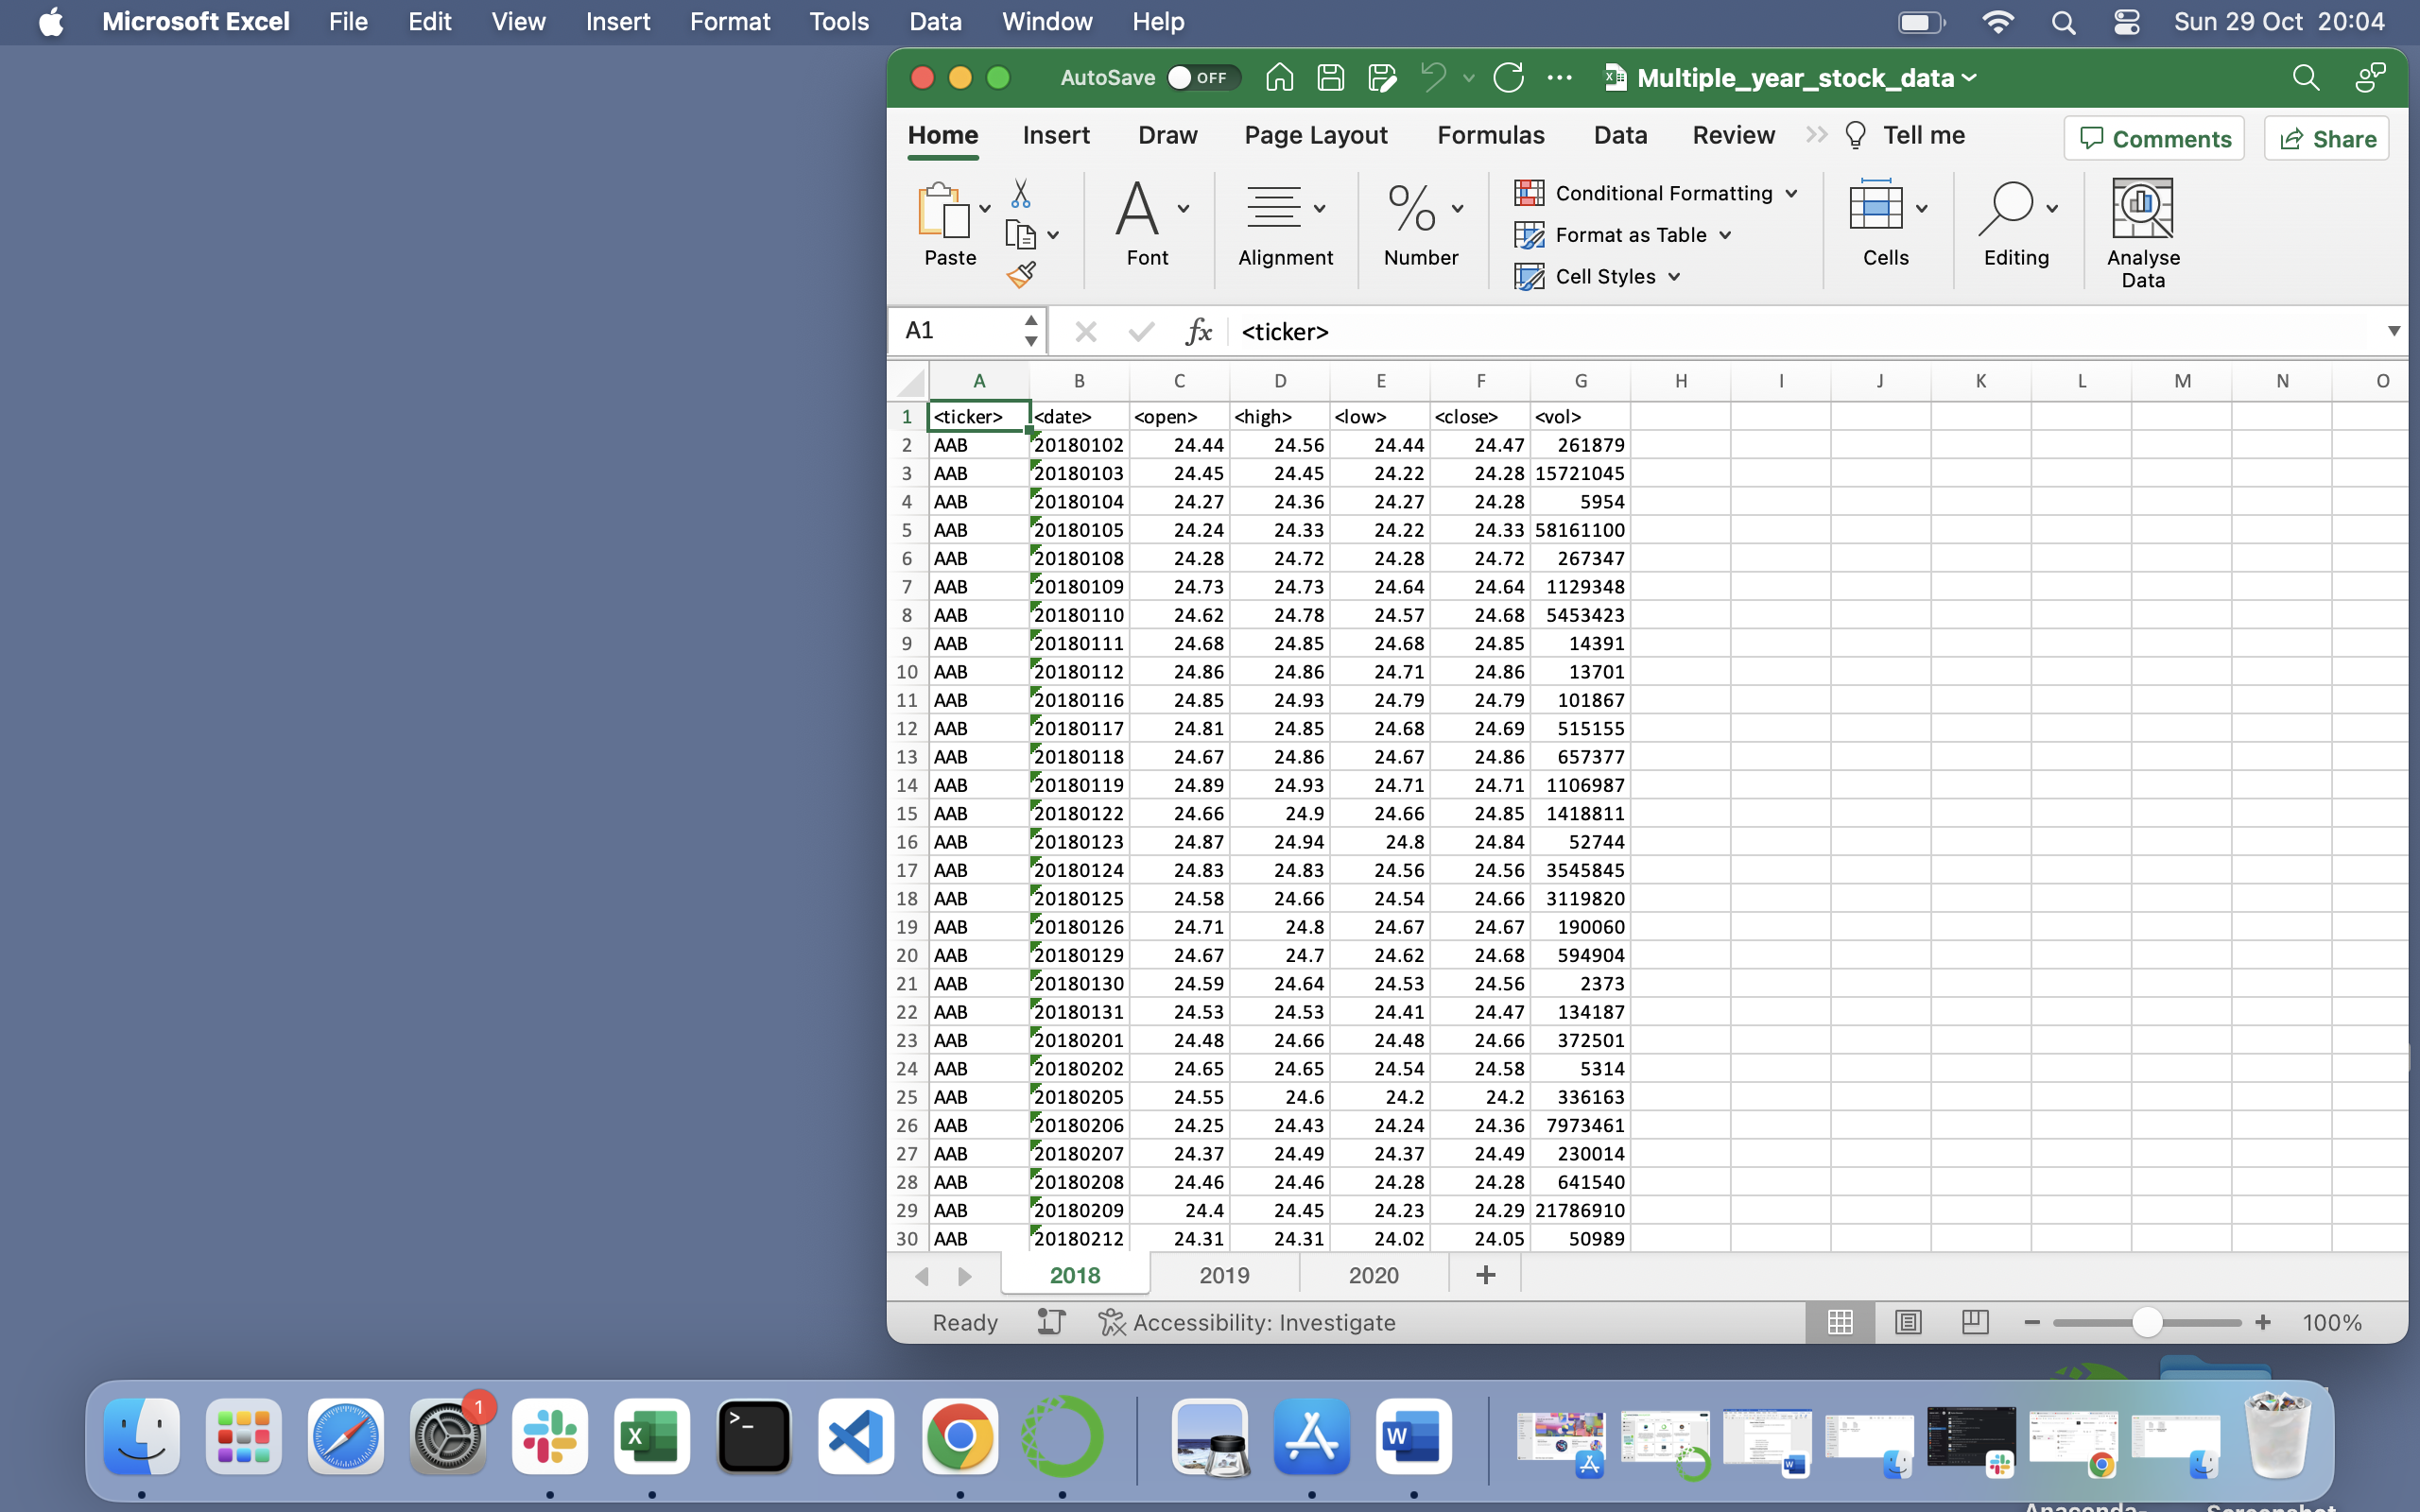 Microsoft Excel File Edit View Insert Format Tools Data Window Help Sun 29 Oct 20:04
AutoSave OFF Multiple_year_stock_data
Home Insert Draw Page Layout Formulas Data Review Tell me Comments Share
Paste Font Alignment Number Conditional Formatting Format as Table Cell Styles Cells Editing Analyse Data
A1 fx <ticker>
A B C D E F G H I J K L M N O
1 <ticker> <date> <open> <high> <low> <close> <vol>
2 AAB 20180102 24.44 24.56 24.44 24.47 261879
3 AAB 20180103 24.45 24.45 24.22 24.28 15721045
4 AAB 20180104 24.27 24.36 24.27 24.28 5954
5 AAB 20180105 24.24 24.33 24.22 24.33 58161100
6 AAB 20180108 24.28 24.72 24.28 24.72 267347
7 AAB 20180109 24.73 24.73 24.64 24.64 1129348
8 AAB 20180110 24.62 24.78 24.57 24.68 5453423
9 AAB 20180111 24.68 24.85 24.68 24.85 14391
10 AAB 20180112 24.86 24.86 24.71 24.86 13701
11 AAB 20180116 24.85 24.93 24.79 24.79 101867
12 AAB 20180117 24.81 24.85 24.68 24.69 515155
13 AAB 20180118 24.67 24.86 24.67 24.86 657377
14 AAB 20180119 24.89 24.93 24.71 24.71 1106987
15 AAB 20180122 24.66 24.9 24.66 24.85 1418811
16 AAB 20180123 24.87 24.94 24.8 24.84 52744
17 AAB 20180124 24.83 24.83 24.56 24.56 3545845
18 AAB 20180125 24.58 24.66 24.54 24.66 3119820
19 AAB 20180126 24.71 24.8 24.67 24.67 190060
20 AAB 20180129 24.67 24.7 24.62 24.68 594904
21 AAB 20180130 24.59 24.64 24.53 24.56 2373
22 AAB 20180131 24.53 24.53 24.41 24.47 134187
23 AAB 20180201 24.48 24.66 24.48 24.66 372501
24 AAB 20180202 24.65 24.65 24.54 24.58 5314
25 AAB 20180205 24.55 24.6 24.2 24.2 336163
26 AAB 20180206 24.25 24.43 24.24 24.36 7973461
27 AAB 20180207 24.37 24.49 24.37 24.49 230014
28 AAB 20180208 24.46 24.46 24.28 24.28 641540
29 AAB 20180209 24.4 24.45 24.23 24.29 21786910
30 AAB 20180212 24.31 24.31 24.02 24.05 50989
2018 2019 2020 +
Ready Accessibility: Investigate 100%
1
X
>_
W